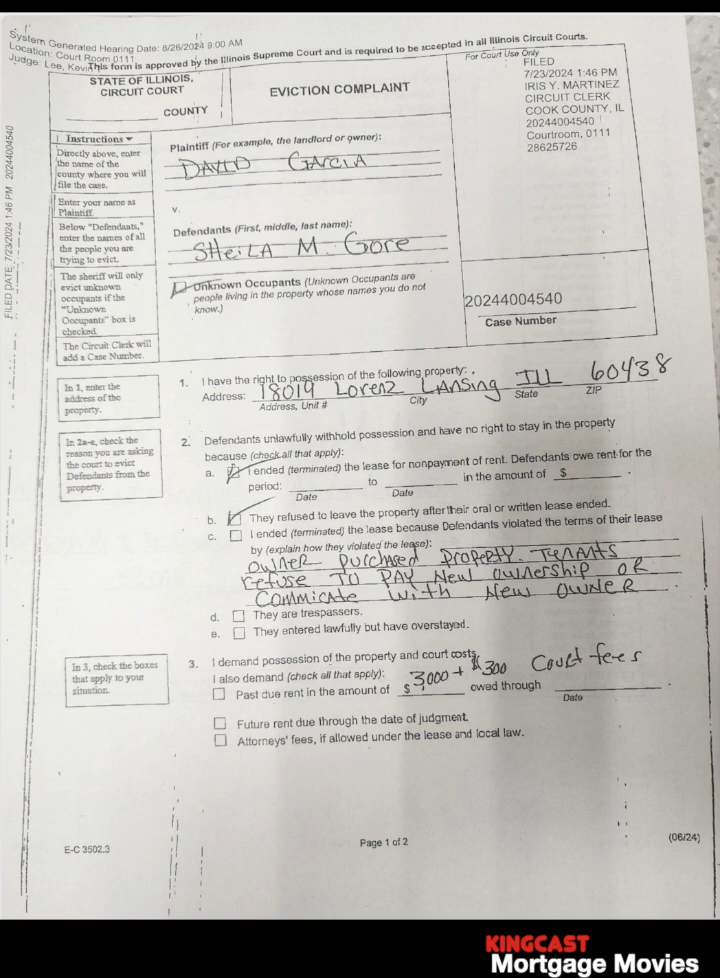 System Generated Hearing Date: 8/26/2024 9:00 AM
Location: Court Room 0111
Judge: Lee, Kevin
This form is approved by the Illinois Supreme Court and is required to be accepted in all Illinois Circuit Courts.
STATE OF ILLINOIS,
CIRCUIT COURT
COUNTY
EVICTION COMPLAINT
For Court Use Only
FILED
7/23/2024 1:46 PM
IRIS Y. MARTINEZ
CIRCUIT CLERK
COOK COUNTY, IL
20244004540
Courtroom, 0111
28625726
FILED DATE: 7/23/2024 1:46 PM 20244004540
Instructions
Directly above, enter
the name of the
county where you will
file the case.
Enter your name as
Plaintiff.
Below "Defendants,"
enter the names of all
the people you are
trying to evict.
The sheriff will only
evict unknown
occupants if the
"Unknown
Occupants" box is
checked.
The Circuit Clerk will
add a Case Number.
Plaintiff (For example, the landlord or owner):
DAVID GARCIA
v.
Defendants (First, middle, last name):
SHeiLA M. Gore
Unknown Occupants (Unknown Occupants are
people living in the property whose names you do not
know.)
20244004540
Case Number
In 1, enter the
address of the
property.
1. I have the right to possession of the following property:
Address: 18019 Lorenz LANsing ILL 60438
Address, Unit # City State ZIP
In 2a-e, check the
reason you are asking
the court to evict
Defendants from the
property.
2. Defendants unlawfully withhold possession and have no right to stay in the property
because (check all that apply):
a. I ended (terminated) the lease for nonpayment of rent. Defendants owe rent for the
period: to in the amount of $ .
Date Date
b. They refused to leave the property after their oral or written lease ended.
c. I ended (terminated) the lease because Defendants violated the terms of their lease
by (explain how they violated the lease):
owner purchased property. Tenants
refuse TO PAY New ownership or
Commicate with New owner
d. They are trespassers.
e. They entered lawfully but have overstayed.
In 3, check the boxes
that apply to your
situation.
3. I demand possession of the property and court costs.
I also demand (check all that apply):
Past due rent in the amount of $ 3,000 + $300 Court fees owed through
Date
Future rent due through the date of judgment.
Attorneys' fees, if allowed under the lease and local law.
E-C 3502.3
Page 1 of 2
(06/24)
KINGCAST
Mortgage Movies